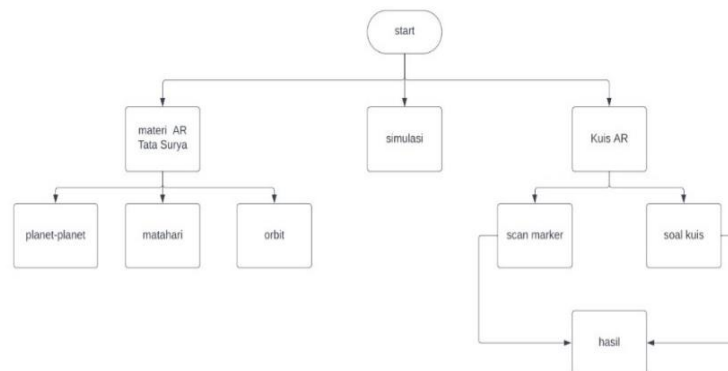 start
materi AR
Tata Surya
simulasi
Kuis AR
planet-planet
matahari
orbit
scan marker
soal kuis
hasil